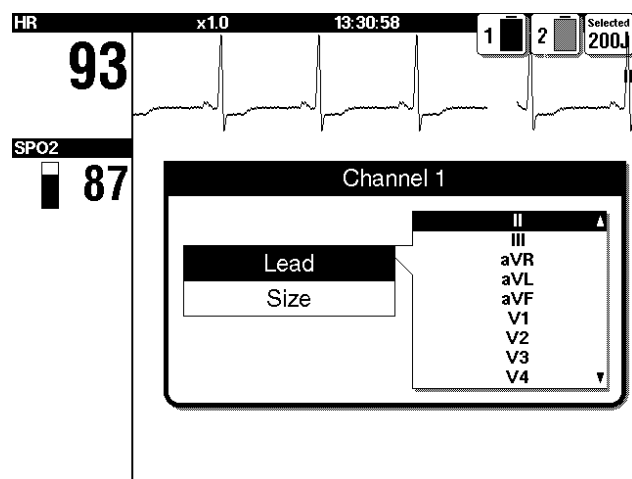 HR x1.0 13:30:58
1 2 Selected
200J
93
II
SPO2
87
Channel 1
Lead
Size
II
III
aVR
aVL
aVF
V1
V2
V3
V4